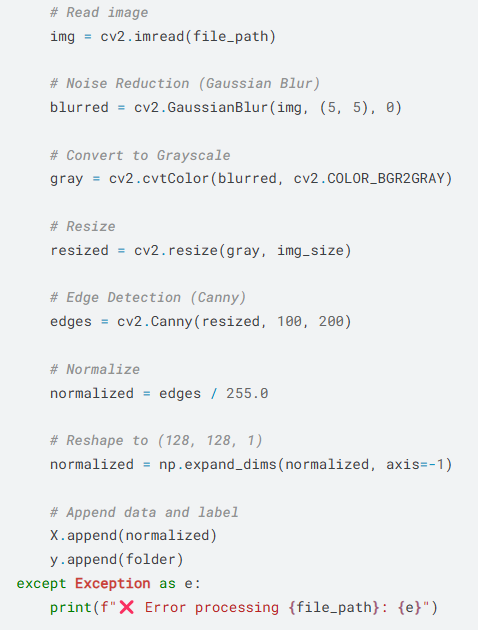 # Read image
img = cv2.imread(file_path)
# Noise Reduction (Gaussian Blur)
blurred = cv2.GaussianBlur(img, (5, 5), 0)
# Convert to Grayscale
gray = cv2.cvtColor(blurred, cv2.COLOR_BGR2GRAY)
# Resize
resized = cv2.resize(gray, img_size)
# Edge Detection (Canny)
edges = cv2.Canny(resized, 100, 200)
# Normalize
normalized = edges / 255.0
# Reshape to (128, 128, 1)
normalized = np.expand_dims(normalized, axis=-1)
# Append data and label
X.append(normalized)
y.append(folder)
except Exception as e:
print(f"❌ Error processing {file_path}: {e}")